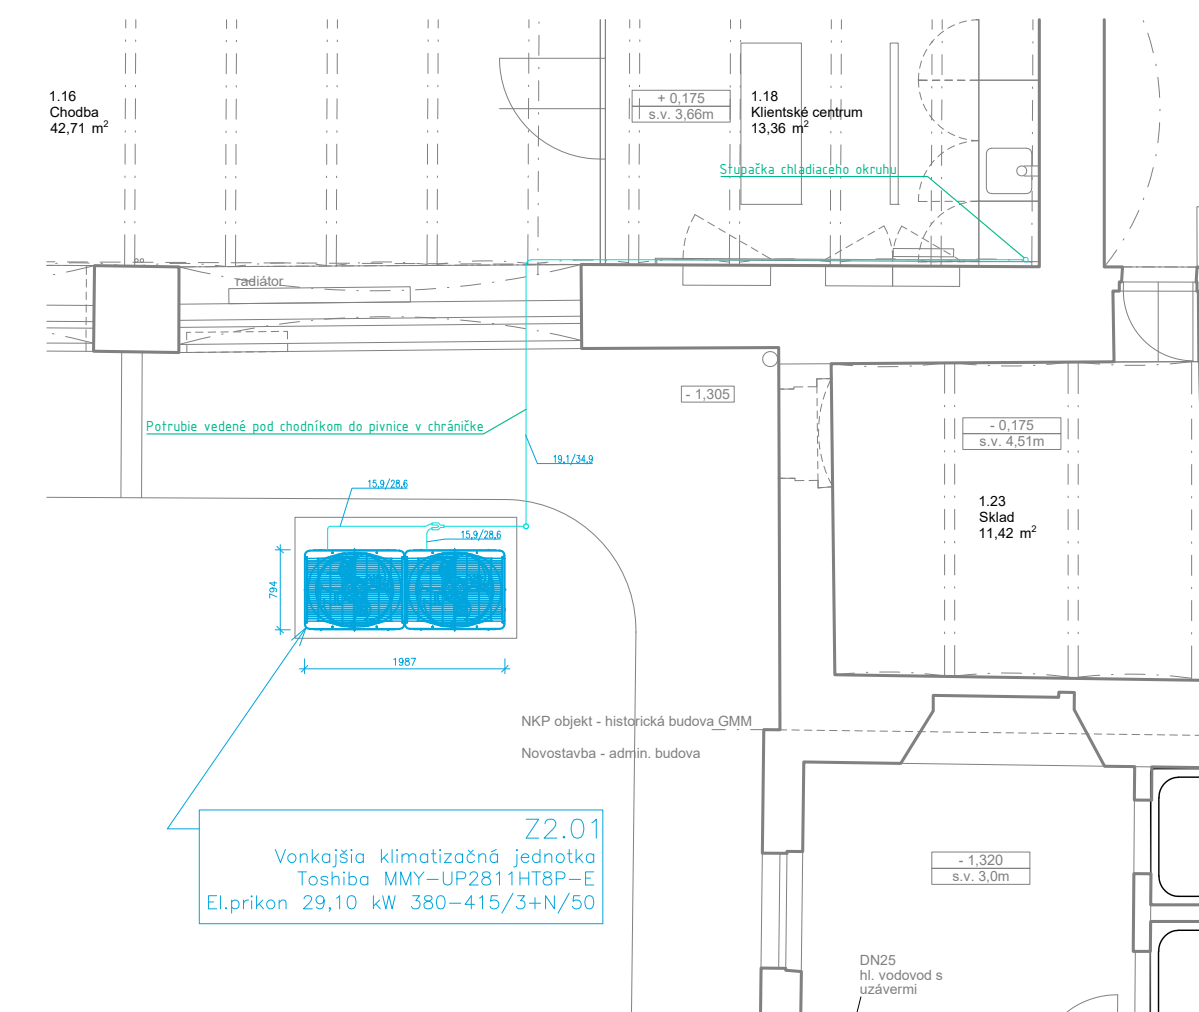 1.16
Chodba
42,71 m²
+ 0,175
s.v. 3,66m
1.18
Klientské centrum
13,36 m²
Stupačka chladiaceho okruhu
radiátor
- 1,305
Potrubie vedené pod chodníkom do pivnice v chráničke
- 0,175
s.v. 4,51m
19,1/34,9
15,9/28,6
15,9/28,6
1.23
Sklad
11,42 m²
794
1987
NKP objekt - historická budova GMM
Novostavba - admin. budova
Z2.01
Vonkajšia klimatizačná jednotka
Toshiba MMY-UP2811HT8P-E
El.prikon 29,10 kW 380-415/3+N/50
- 1,320
s.v. 3,0m
DN25
hl. vodovod s
uzávermi